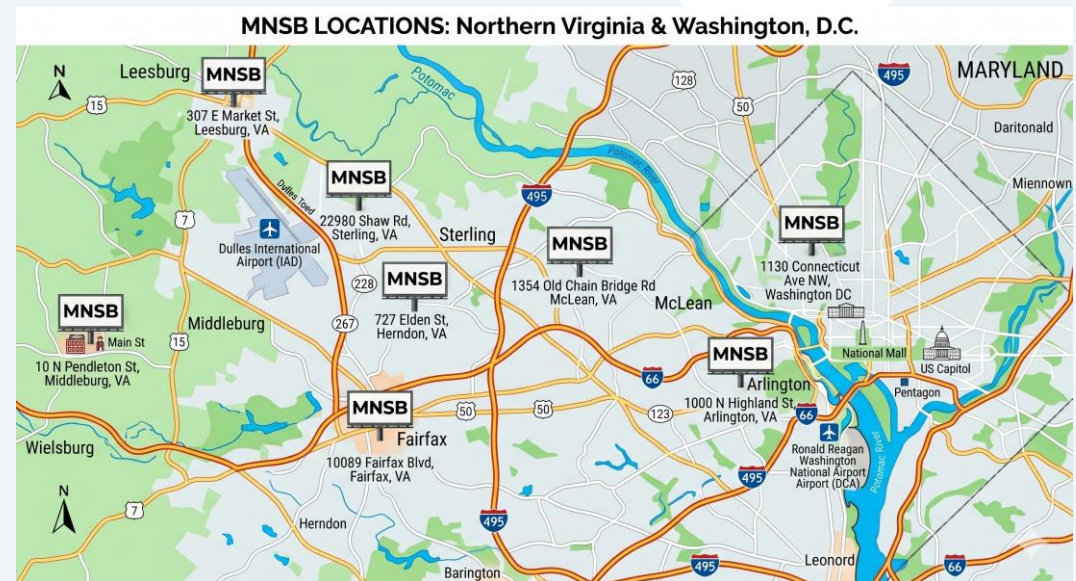 MNSB LOCATIONS: Northern Virginia & Washington, D.C.
N
Leesburg
MNSB
307 E Market St,
Leesburg, VA
15
Potomac
128
50
495
MARYLAND
Daritonald
Miennown
Potomac River
495
MNSB
22980 Shaw Rd,
Sterling, VA
Dvlles Toed
7
Dulles International
Airport (IAD)
Sterling
MNSB
1354 Old Chain Bridge Rd
McLean, VA
MNSB
1130 Connecticut
Ave NW,
Washington DC
228
MNSB
727 Elden St,
Herndon, VA
McLean
MNSB
Main St
10 N Pendleton St,
Middleburg, VA
Middleburg
15
267
National Mall
US Capitol
Pentagon
MNSB
Arlington
1000 N Highland St,
Arlington, VA
66
66
MNSB
Fairfax
10089 Fairfax Blvd,
Fairfax, VA
50
50
123
Wielsburg
Ronald Reagan
Washington
National Airport
Airport (DCA)
Potomac River
495
N
7
Herndon
495
Barington
495
Leonord
66